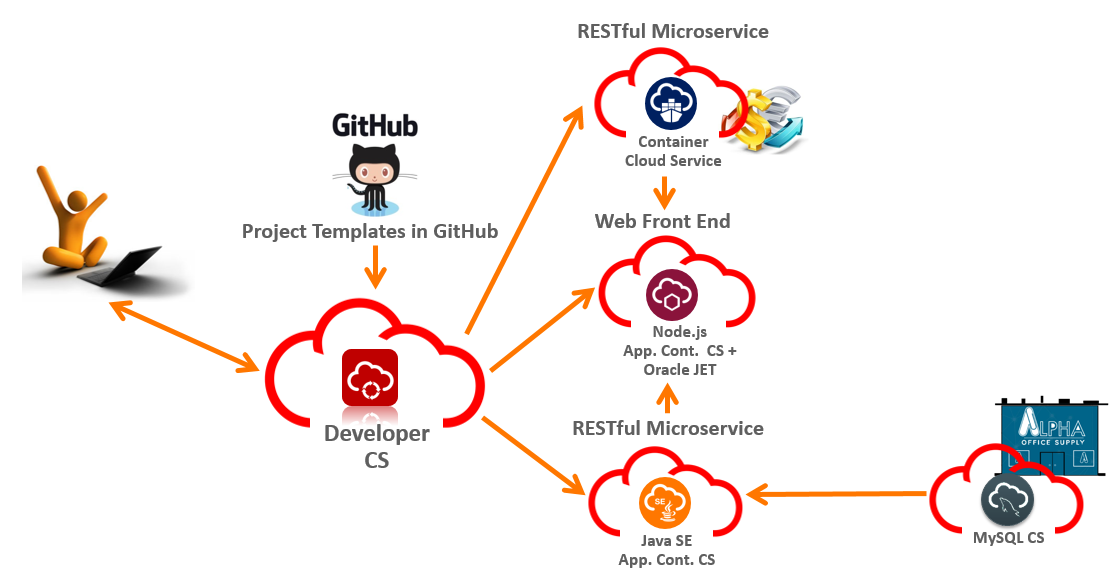 RESTful Microservice
GitHub
Container
Cloud Service
$€
Project Templates in GitHub
Web Front End
Node.js
App. Cont.  CS +
Oracle JET
Developer
CS
RESTful Microservice
SE
Java SE
App. Cont. CS
ALPHA
OFFICE SUPPLY
A
A
MySQL CS